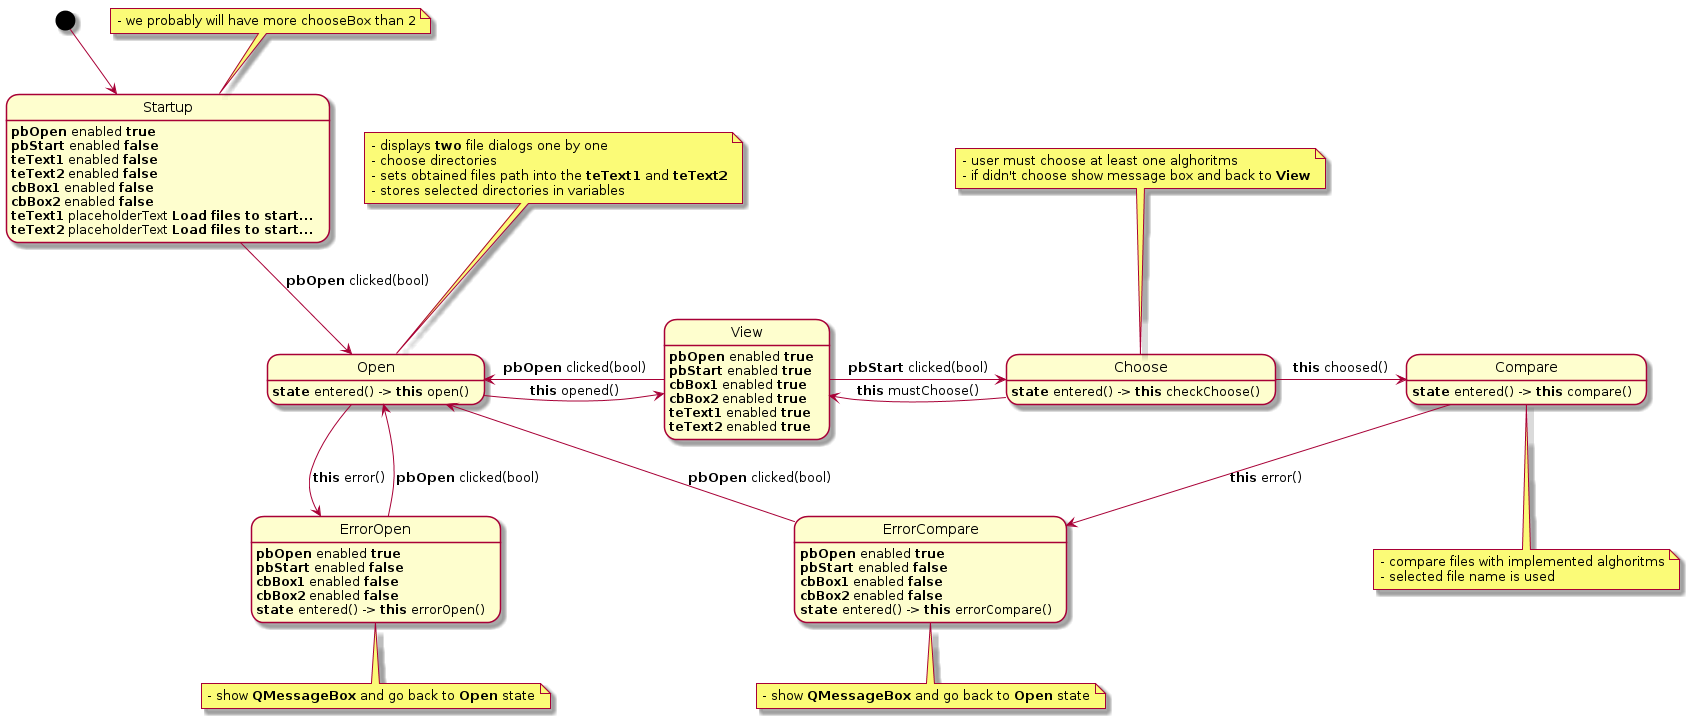 - we probably will have more chooseBox than 2
Startup
pbOpen enabled true
pbStart enabled false
teText1 enabled false
teText2 enabled false
cbBox1 enabled false
cbBox2 enabled false
teText1 placeholderText Load files to start...
teText2 placeholderText Load files to start...
- displays two file dialogs one by one
- choose directories
- sets obtained files path into the teText1 and teText2
- stores selected directories in variables
- user must choose at least one alghoritms
- if didn't choose show message box and back to View
pbOpen clicked(bool)
Open
state entered() -> this open()
pbOpen clicked(bool)
this opened()
View
pbOpen enabled true
pbStart enabled true
cbBox1 enabled true
cbBox2 enabled true
teText1 enabled true
teText2 enabled true
pbStart clicked(bool)
this mustChoose()
Choose
state entered() -> this checkChoose()
this choosed()
Compare
state entered() -> this compare()
this error()
pbOpen clicked(bool)
pbOpen clicked(bool)
this error()
ErrorOpen
pbOpen enabled true
pbStart enabled false
cbBox1 enabled false
cbBox2 enabled false
state entered() -> this errorOpen()
ErrorCompare
pbOpen enabled true
pbStart enabled false
cbBox1 enabled false
cbBox2 enabled false
state entered() -> this errorCompare()
- compare files with implemented alghoritms
- selected file name is used
- show QMessageBox and go back to Open state
- show QMessageBox and go back to Open state